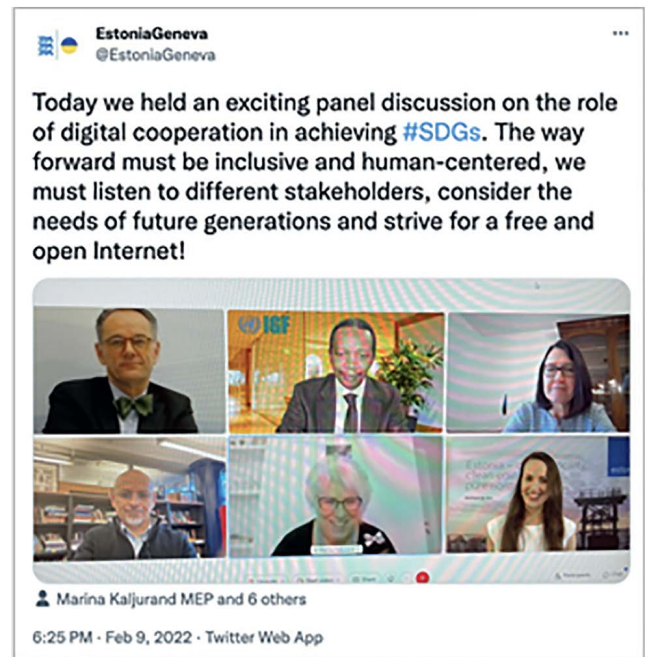 EstoniaGeneva
@EstoniaGeneva
Today we held an exciting panel discussion on the role
of digital cooperation in achieving #SDGs. The way
forward must be inclusive and human-centered, we
must listen to different stakeholders, consider the
needs of future generations and strive for a free and
open Internet!
IGF
Estonia
Marina Kaljurand MEP and 6 others
6:25 PM · Feb 9, 2022 · Twitter Web App